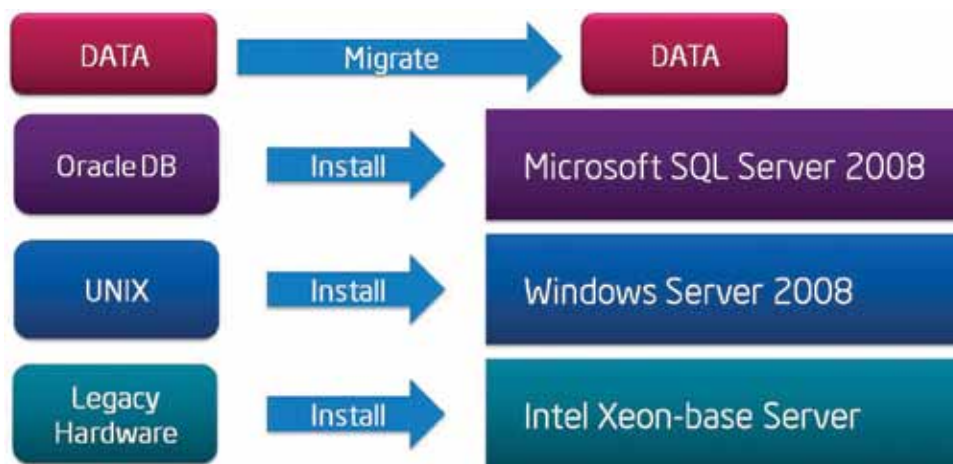 DATA
Migrate
DATA
Oracle DB
Install
Microsoft SQL Server 2008
UNIX
Install
Windows Server 2008
Legacy
Hardware
Install
Intel Xeon-base Server